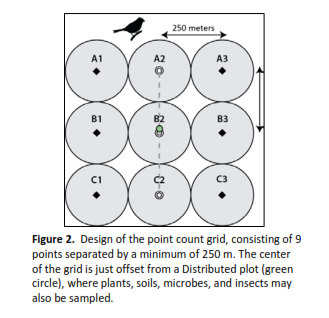 250 meters
A1 A2 A3
B1 B2 B3
C1 C2 C3
Figure 2. Design of the point count grid, consisting of 9
points separated by a minimum of 250 m. The center
of the grid is just offset from a Distributed plot (green
circle), where plants, soils, microbes, and insects may
also be sampled.